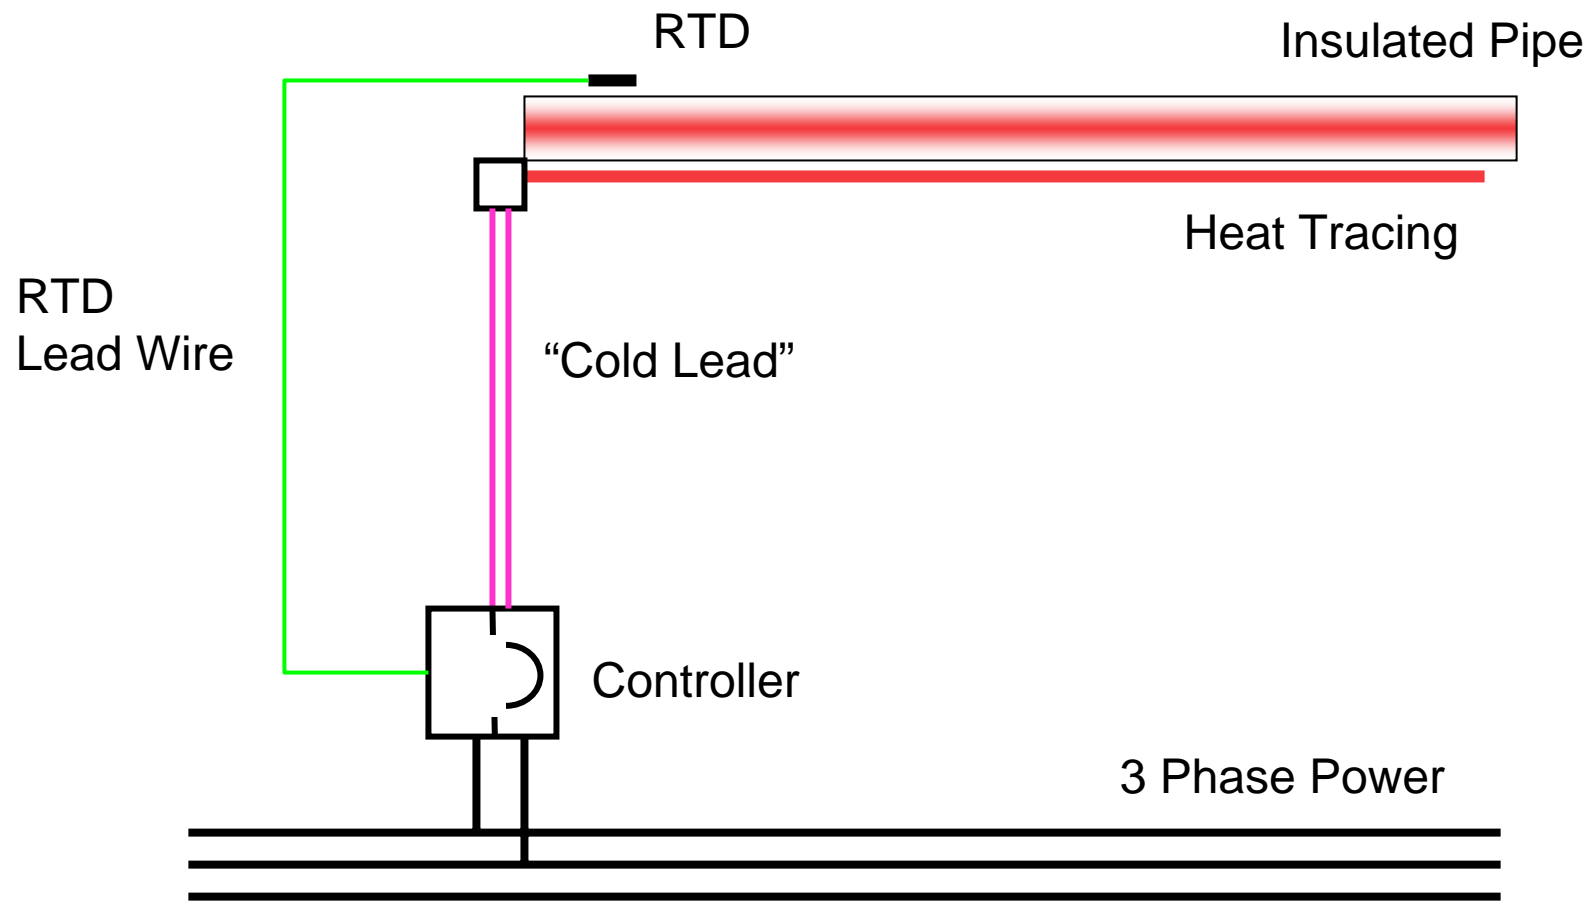 RTD
Insulated Pipe
Heat Tracing
RTD
Lead Wire
“Cold Lead”
Controller
3 Phase Power